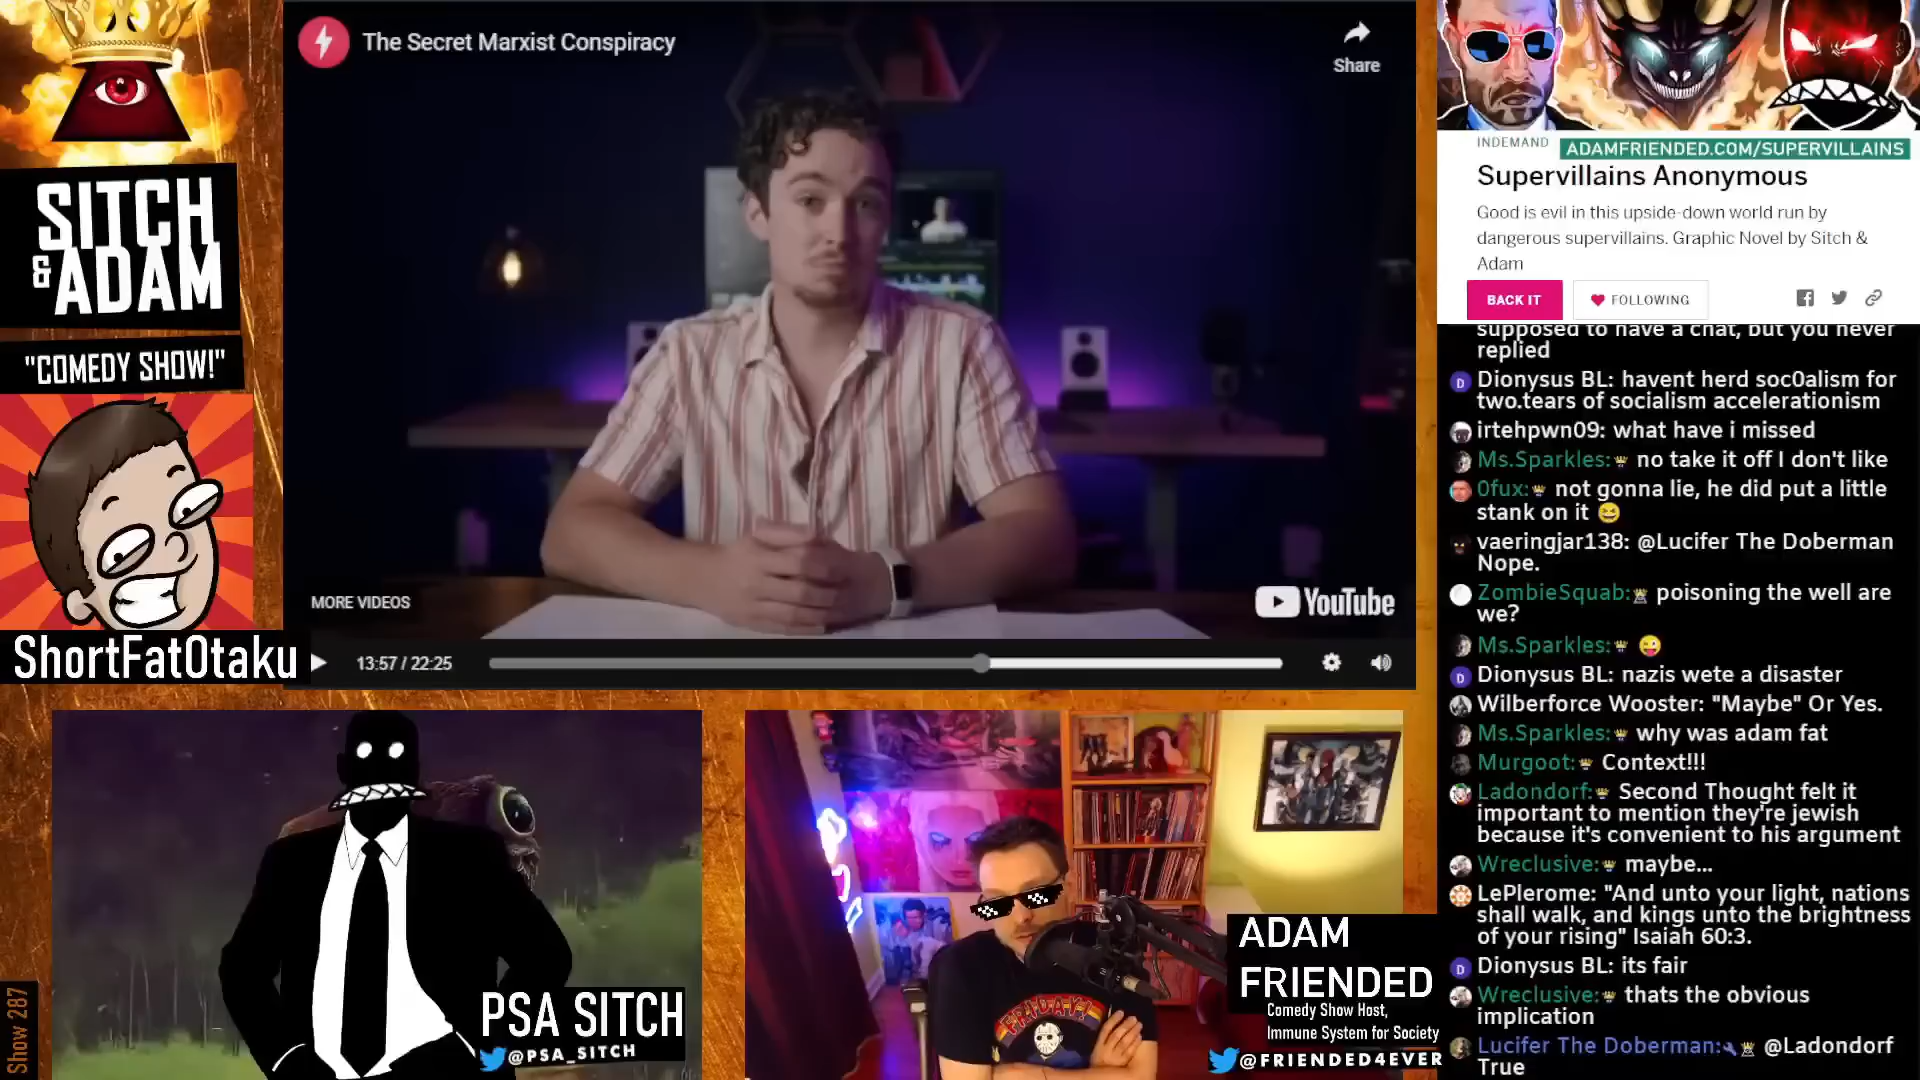 SITCH
& ADAM
"COMEDY SHOW!"
ShortFatOtaku
The Secret Marxist Conspiracy
Share
MORE VIDEOS
YouTube
13:57 / 22:25
INDEMAND
ADAMFRIENDED.COM/SUPERVILLAINS
Supervillains Anonymous
Good is evil in this upside-down world run by
dangerous supervillains. Graphic Novel by Sitch &
Adam
BACK IT
FOLLOWING
supposed to have a chat, but you never
replied
D
Dionysus BL: havent herd soc0alism for
two.tears of socialism accelerationism
irtehpwn09: what have i missed
Ms.Sparkles: no take it off I don't like
0fux: not gonna lie, he did put a little
stank on it 😆
vaeringjar138: @Lucifer The Doberman
Nope.
ZombieSquab: poisoning the well are
we?
Ms.Sparkles: 😜
D
Dionysus BL: nazis wete a disaster
Wilberforce Wooster: "Maybe" Or Yes.
Ms.Sparkles: why was adam fat
Murgoot: Context!!!
Ladondorf: Second Thought felt it
important to mention they're jewish
because it's convenient to his argument
Wreclusive: maybe...
LePlerome: "And unto your light, nations
shall walk, and kings unto the brightness
of your rising" Isaiah 60:3.
D
Dionysus BL: its fair
Wreclusive: thats the obvious
implication
Lucifer The Doberman: @Ladondorf
True
Show 287
PSA SITCH
@PSA_SITCH
FRIDAY!
ADAM
FRIENDED
Comedy Show Host,
Immune System for Society
@FRIENDED4EVER